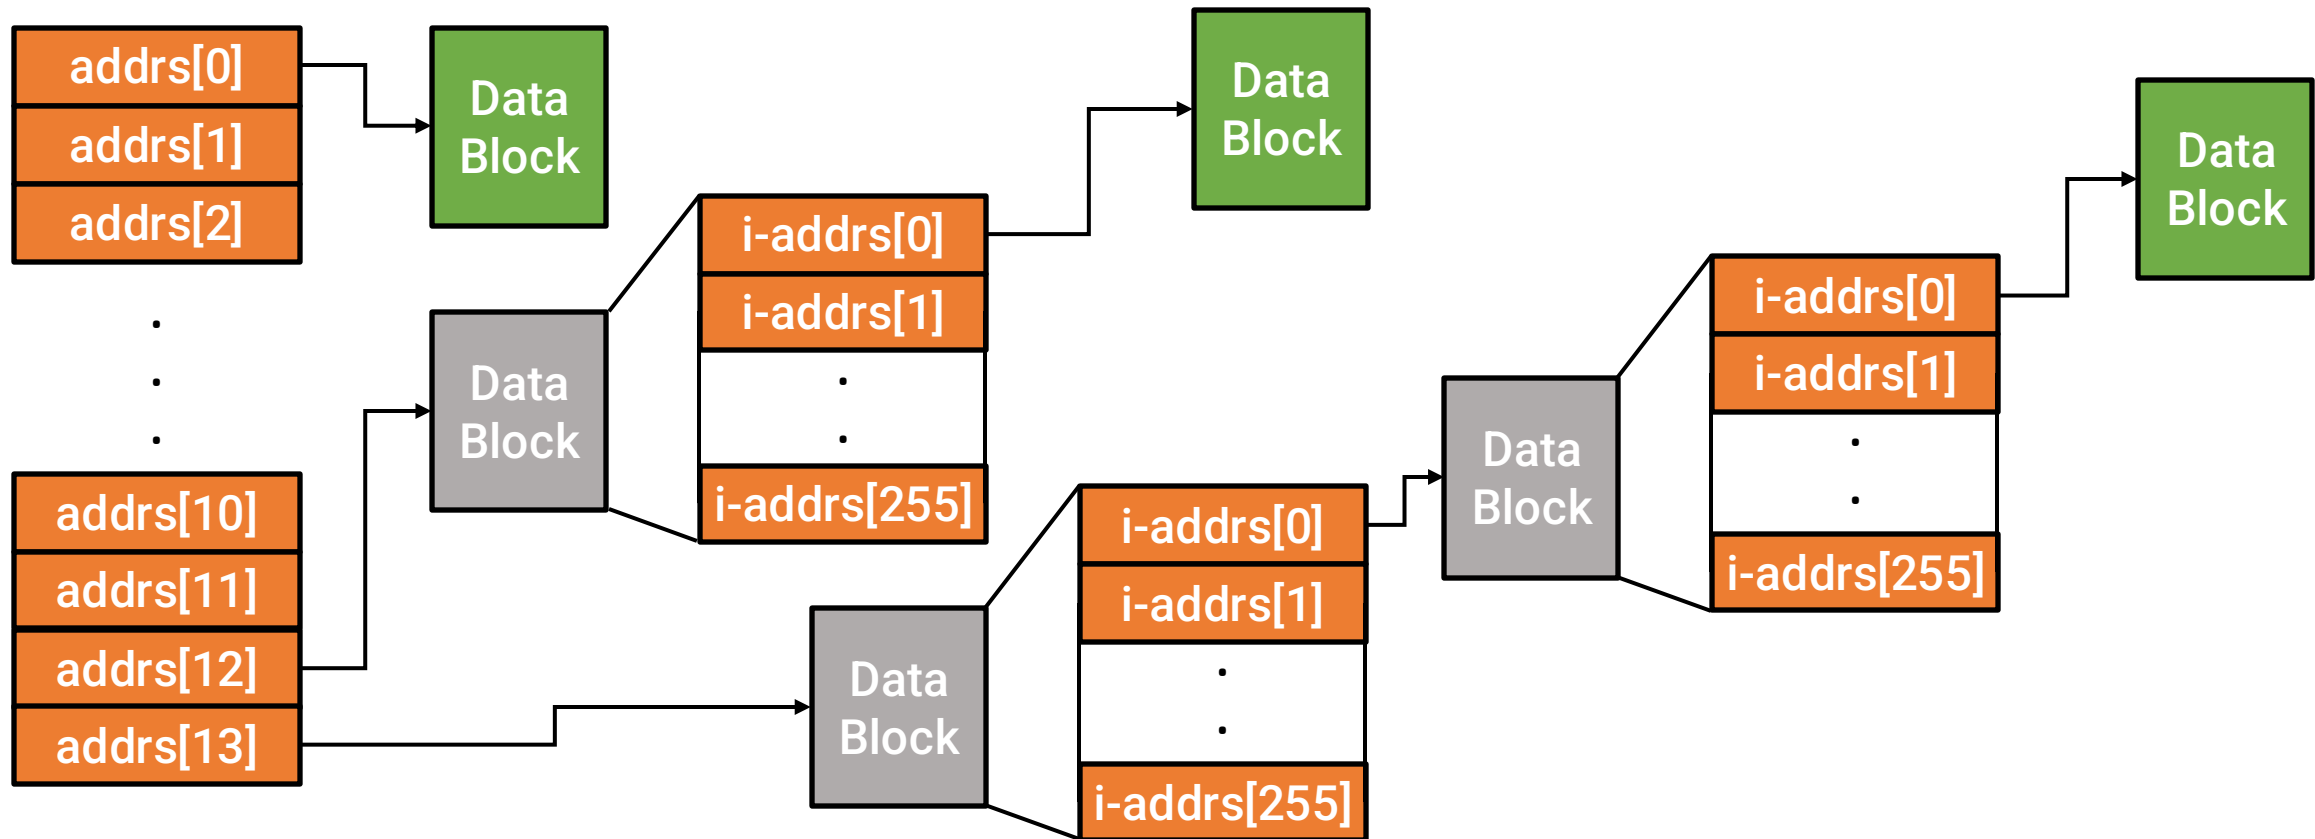 addrs[0]
addrs[1]
addrs[2]
.
.
.
addrs[10]
addrs[11]
addrs[12]
addrs[13]
Data
Block
Data
Block
i-addrs[0]
i-addrs[1]
.
.
i-addrs[255]
Data
Block
Data
Block
i-addrs[0]
i-addrs[1]
.
.
i-addrs[255]
Data
Block
i-addrs[0]
i-addrs[1]
.
.
i-addrs[255]
Data
Block